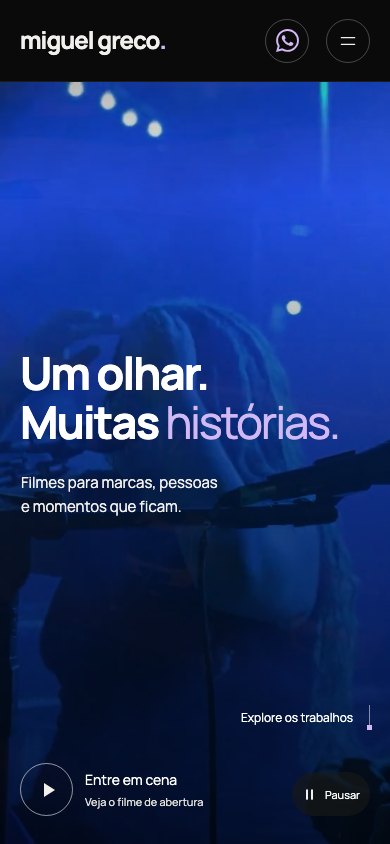 miguel greco.
Um olhar.
Muitas histórias.
Filmes para marcas, pessoas
e momentos que ficam.
Explore os trabalhos
Entre em cena
Veja o filme de abertura
Pausar